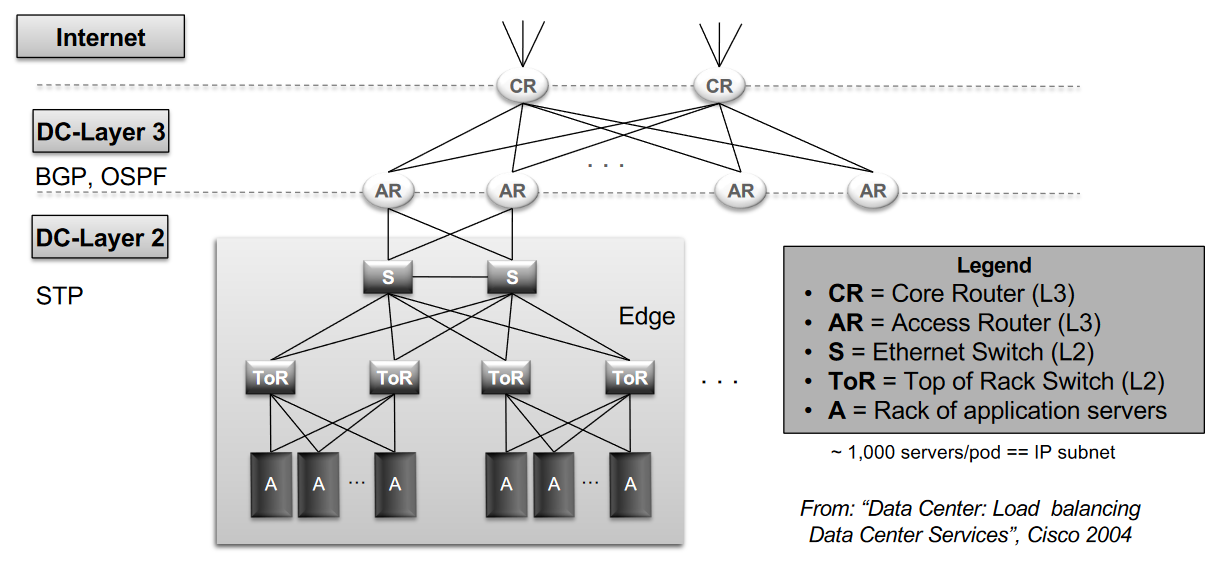 Internet
CR CR
DC-Layer 3
. . .
BGP, OSPF
AR AR AR AR
DC-Layer 2
S S
STP
Edge
ToR ToR ToR ToR
. . .
A A ... A A A ... A
Legend
• CR = Core Router (L3)
• AR = Access Router (L3)
• S = Ethernet Switch (L2)
• ToR = Top of Rack Switch (L2)
• A = Rack of application servers
~ 1,000 servers/pod == IP subnet
From: “Data Center: Load balancing
Data Center Services”, Cisco 2004